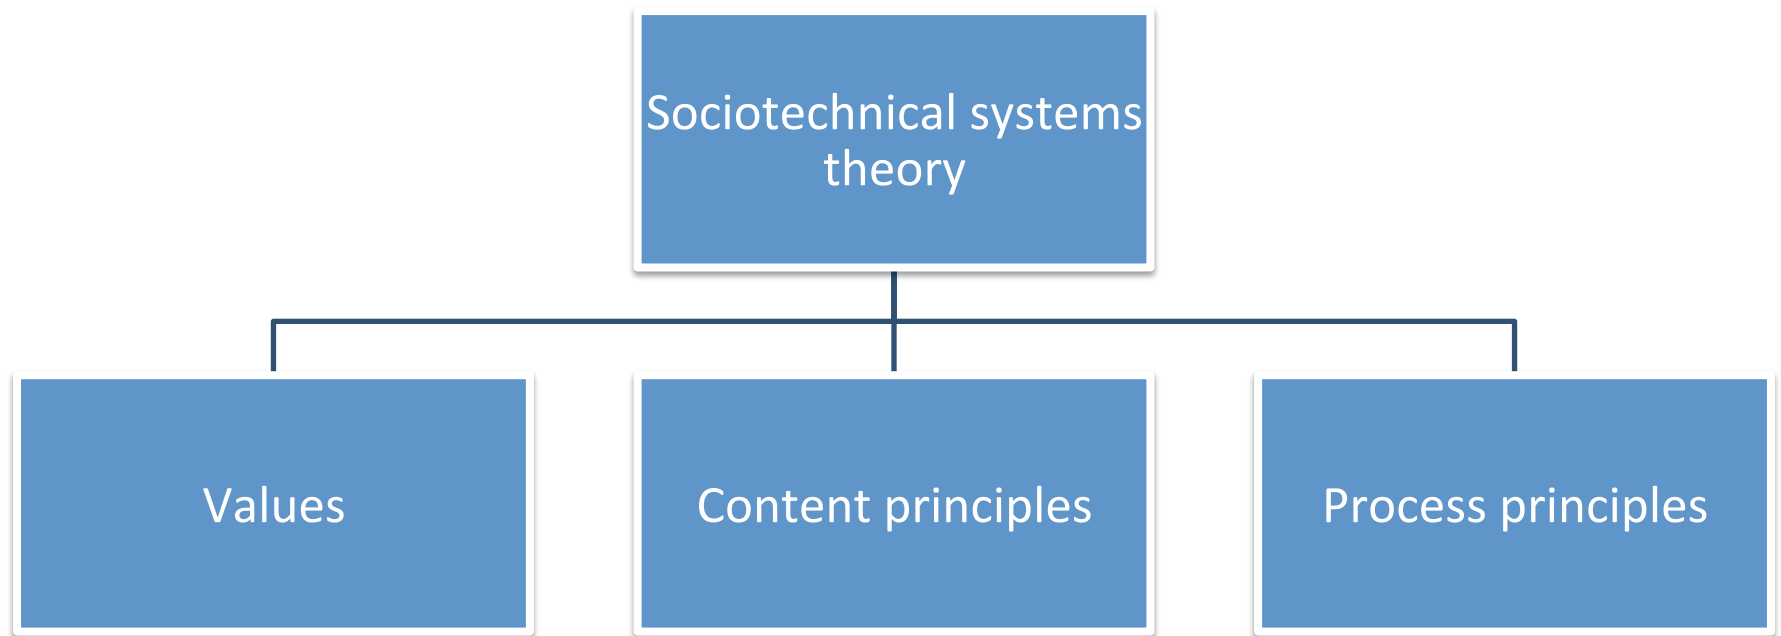 Sociotechnical systems
theory
Values
Content principles
Process principles